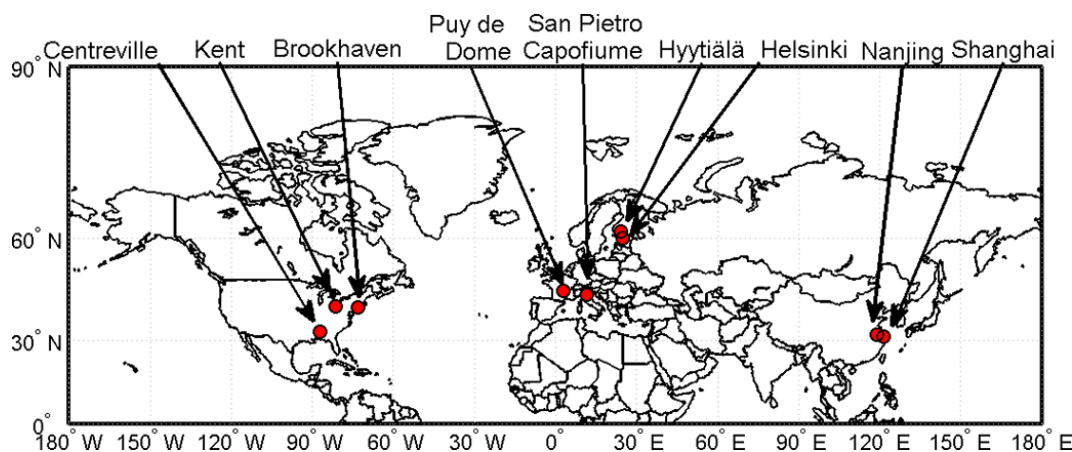 Puy de San Pietro
Centreville Kent Brookhaven Dome Capofiume Hyytiälä Helsinki Nanjing Shanghai
90° N
60° N
30° N
0°
180° W 150° W 120° W 90° W 60° W 30° W 0° 30° E 60° E 90° E 120° E 150° E 180° E